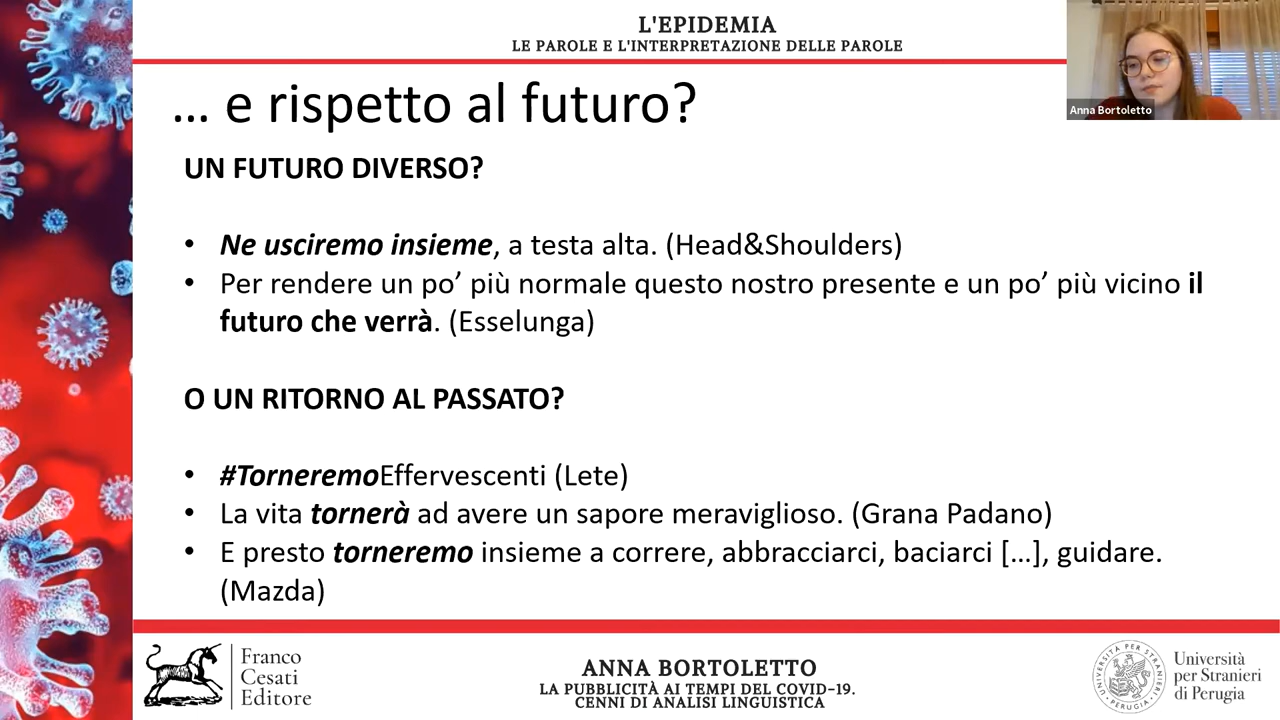 L'EPIDEMIA
LE PAROLE E L'INTERPRETAZIONE DELLE PAROLE
Anna Bortoletto
… e rispetto al futuro?
UN FUTURO DIVERSO?
• Ne usciremo insieme, a testa alta. (Head&Shoulders)
• Per rendere un po’ più normale questo nostro presente e un po’ più vicino il
futuro che verrà. (Esselunga)
O UN RITORNO AL PASSATO?
• #TorneremoEffervescenti (Lete)
• La vita tornerà ad avere un sapore meraviglioso. (Grana Padano)
• E presto torneremo insieme a correre, abbracciarci, baciarci […], guidare.
(Mazda)
Franco
Cesati
Editore
ANNA BORTOLETTO
LA PUBBLICITÀ AI TEMPI DEL COVID-19.
CENNI DI ANALISI LINGUISTICA
UNIVERSITÀ PER STRANIERI
PERUGIA
Università
per Stranieri
di Perugia